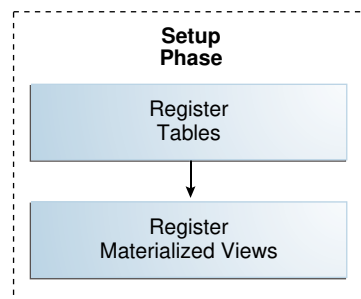 Setup
Phase
Register
Tables
Register
Materialized Views